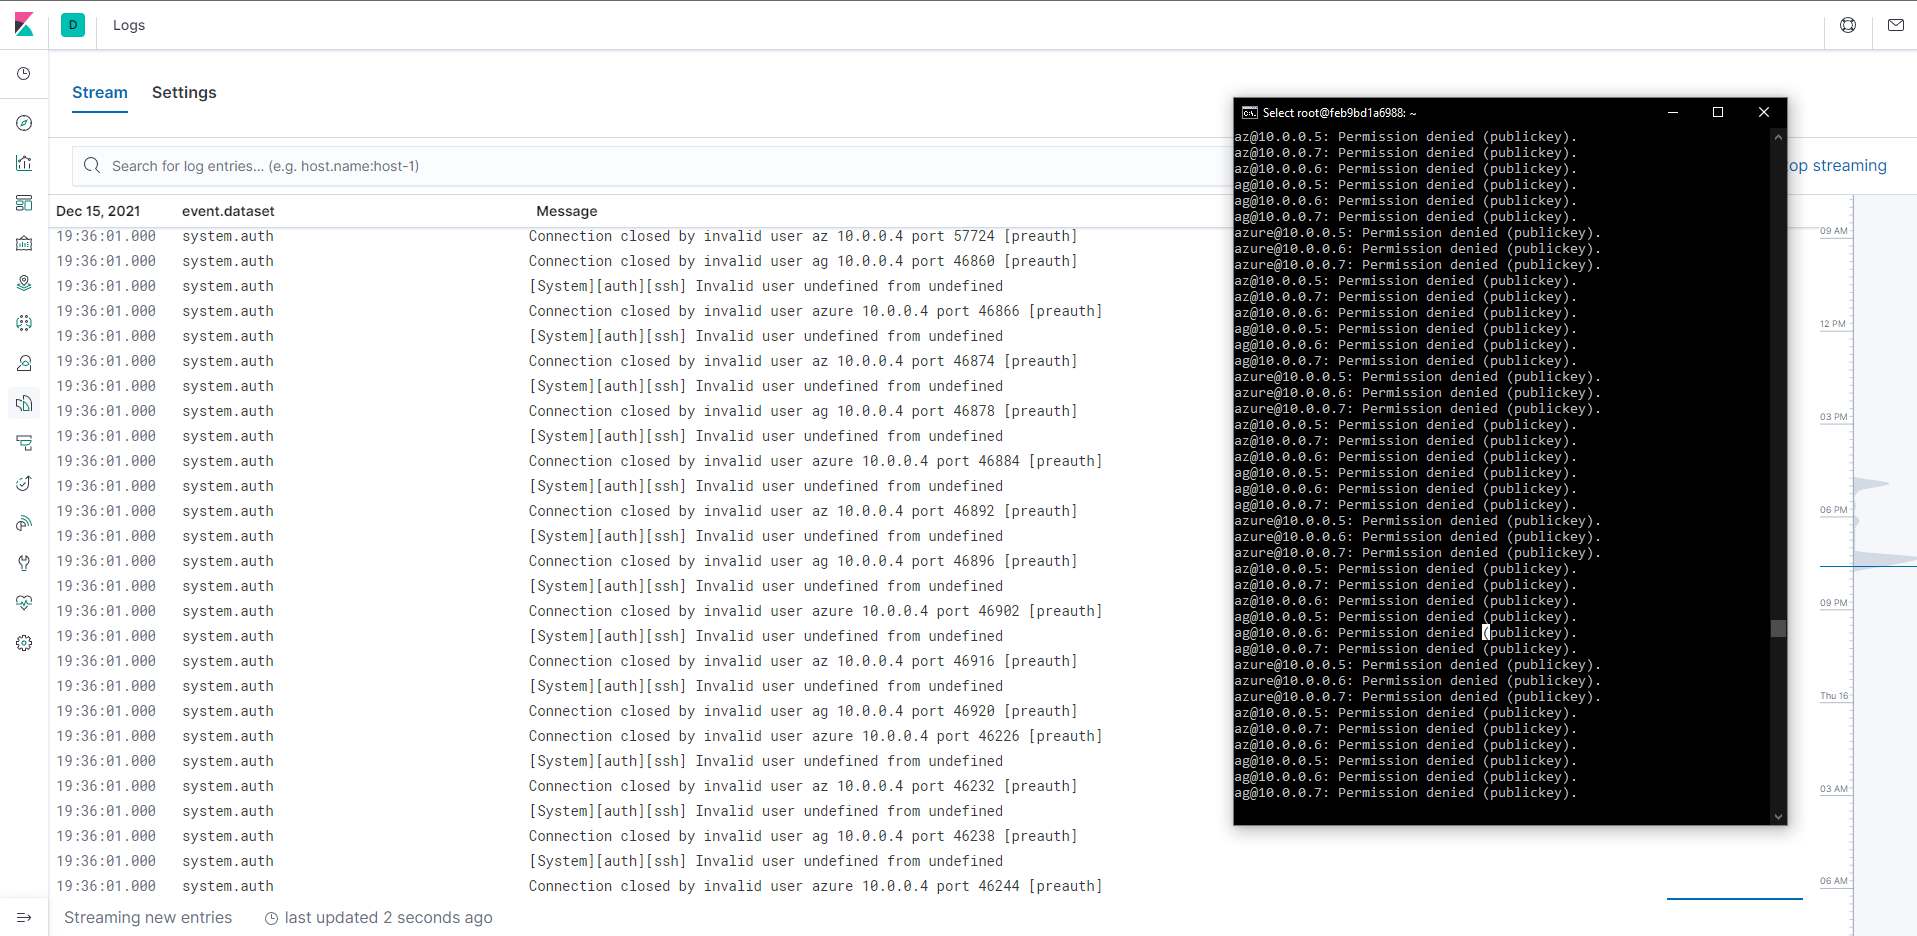 D
Logs
Stream
Settings
Search for log entries... (e.g. host.name:host-1)
op streaming
Dec 15, 2021 event.dataset Message
19:36:01.000 system.auth Connection closed by invalid user az 10.0.0.4 port 57724 [preauth]
19:36:01.000 system.auth Connection closed by invalid user ag 10.0.0.4 port 46860 [preauth]
19:36:01.000 system.auth [System][auth][ssh] Invalid user undefined from undefined
19:36:01.000 system.auth Connection closed by invalid user azure 10.0.0.4 port 46866 [preauth]
19:36:01.000 system.auth [System][auth][ssh] Invalid user undefined from undefined
19:36:01.000 system.auth Connection closed by invalid user az 10.0.0.4 port 46874 [preauth]
19:36:01.000 system.auth [System][auth][ssh] Invalid user undefined from undefined
19:36:01.000 system.auth Connection closed by invalid user ag 10.0.0.4 port 46878 [preauth]
19:36:01.000 system.auth [System][auth][ssh] Invalid user undefined from undefined
19:36:01.000 system.auth Connection closed by invalid user azure 10.0.0.4 port 46884 [preauth]
19:36:01.000 system.auth [System][auth][ssh] Invalid user undefined from undefined
19:36:01.000 system.auth Connection closed by invalid user az 10.0.0.4 port 46892 [preauth]
19:36:01.000 system.auth [System][auth][ssh] Invalid user undefined from undefined
19:36:01.000 system.auth Connection closed by invalid user ag 10.0.0.4 port 46896 [preauth]
19:36:01.000 system.auth [System][auth][ssh] Invalid user undefined from undefined
19:36:01.000 system.auth Connection closed by invalid user azure 10.0.0.4 port 46902 [preauth]
19:36:01.000 system.auth [System][auth][ssh] Invalid user undefined from undefined
19:36:01.000 system.auth Connection closed by invalid user az 10.0.0.4 port 46916 [preauth]
19:36:01.000 system.auth [System][auth][ssh] Invalid user undefined from undefined
19:36:01.000 system.auth Connection closed by invalid user ag 10.0.0.4 port 46920 [preauth]
19:36:01.000 system.auth Connection closed by invalid user azure 10.0.0.4 port 46226 [preauth]
19:36:01.000 system.auth [System][auth][ssh] Invalid user undefined from undefined
19:36:01.000 system.auth Connection closed by invalid user az 10.0.0.4 port 46232 [preauth]
19:36:01.000 system.auth [System][auth][ssh] Invalid user undefined from undefined
19:36:01.000 system.auth Connection closed by invalid user ag 10.0.0.4 port 46238 [preauth]
19:36:01.000 system.auth [System][auth][ssh] Invalid user undefined from undefined
19:36:01.000 system.auth Connection closed by invalid user azure 10.0.0.4 port 46244 [preauth]
Streaming new entries last updated 2 seconds ago
C:\. Select root@feb9bd1a6988: ~
az@10.0.0.5: Permission denied (publickey).
az@10.0.0.7: Permission denied (publickey).
az@10.0.0.6: Permission denied (publickey).
ag@10.0.0.5: Permission denied (publickey).
ag@10.0.0.6: Permission denied (publickey).
ag@10.0.0.7: Permission denied (publickey).
azure@10.0.0.5: Permission denied (publickey).
azure@10.0.0.6: Permission denied (publickey).
azure@10.0.0.7: Permission denied (publickey).
az@10.0.0.5: Permission denied (publickey).
az@10.0.0.7: Permission denied (publickey).
az@10.0.0.6: Permission denied (publickey).
ag@10.0.0.5: Permission denied (publickey).
ag@10.0.0.6: Permission denied (publickey).
ag@10.0.0.7: Permission denied (publickey).
azure@10.0.0.5: Permission denied (publickey).
azure@10.0.0.6: Permission denied (publickey).
azure@10.0.0.7: Permission denied (publickey).
az@10.0.0.5: Permission denied (publickey).
az@10.0.0.7: Permission denied (publickey).
az@10.0.0.6: Permission denied (publickey).
ag@10.0.0.5: Permission denied (publickey).
ag@10.0.0.6: Permission denied (publickey).
ag@10.0.0.7: Permission denied (publickey).
azure@10.0.0.5: Permission denied (publickey).
azure@10.0.0.6: Permission denied (publickey).
azure@10.0.0.7: Permission denied (publickey).
az@10.0.0.5: Permission denied (publickey).
az@10.0.0.7: Permission denied (publickey).
az@10.0.0.6: Permission denied (publickey).
ag@10.0.0.5: Permission denied (publickey).
ag@10.0.0.6: Permission denied (publickey).
ag@10.0.0.7: Permission denied (publickey).
azure@10.0.0.5: Permission denied (publickey).
azure@10.0.0.6: Permission denied (publickey).
azure@10.0.0.7: Permission denied (publickey).
az@10.0.0.5: Permission denied (publickey).
az@10.0.0.7: Permission denied (publickey).
az@10.0.0.6: Permission denied (publickey).
ag@10.0.0.5: Permission denied (publickey).
ag@10.0.0.6: Permission denied (publickey).
ag@10.0.0.7: Permission denied (publickey).
09 AM
12 PM
03 PM
06 PM
09 PM
Thu 16
03 AM
06 AM